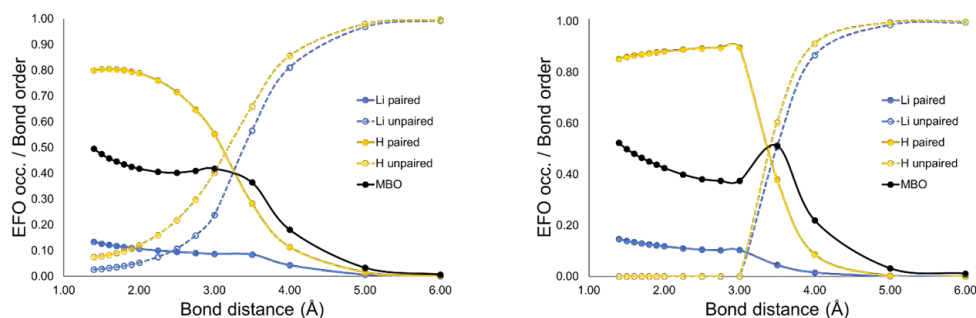 1.00
0.90
0.80
0.70
0.60
0.50
0.40
0.30
0.20
0.10
0.00
EFO occ. / Bond order
1.00 2.00 3.00 4.00 5.00 6.00
Bond distance (Å)
Li paired
Li unpaired
H paired
H unpaired
MBO
1.00
0.80
0.60
0.40
0.20
0.00
EFO occ. / Bond order
1.00 2.00 3.00 4.00 5.00 6.00
Bond distance (Å)
Li paired
Li unpaired
H paired
H unpaired
MBO